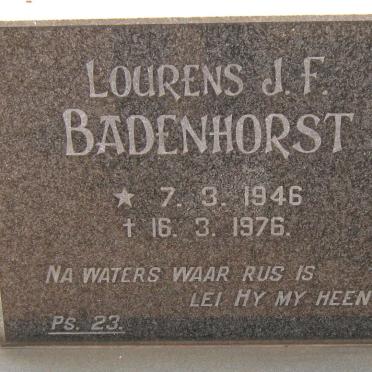 LOURENS J. F.
BADENHORST
★ 7. 3. 1946
† 16. 3. 1976.
NA WATERS WAAR RUS IS
LEI HY MY HEEN
PS. 23.